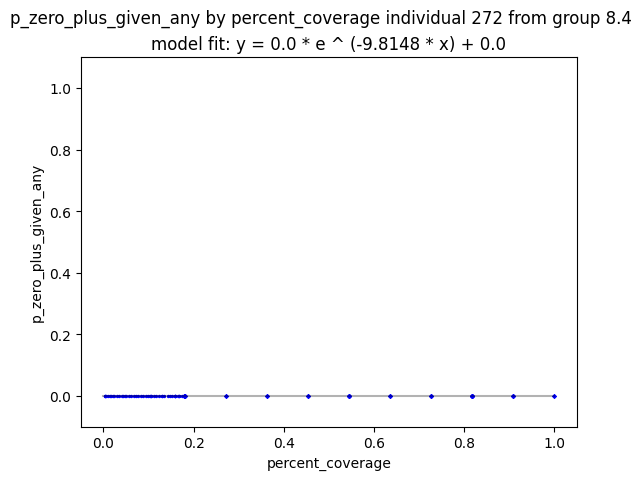 p_zero_plus_given_any by percent_coverage individual 272 from group 8.4
model fit: y = 0.0 * e ^ (-9.8148 * x) + 0.0
1.0
0.8
0.6
0.4
0.2
0.0
p_zero_plus_given_any
0.0 0.2 0.4 0.6 0.8 1.0
percent_coverage